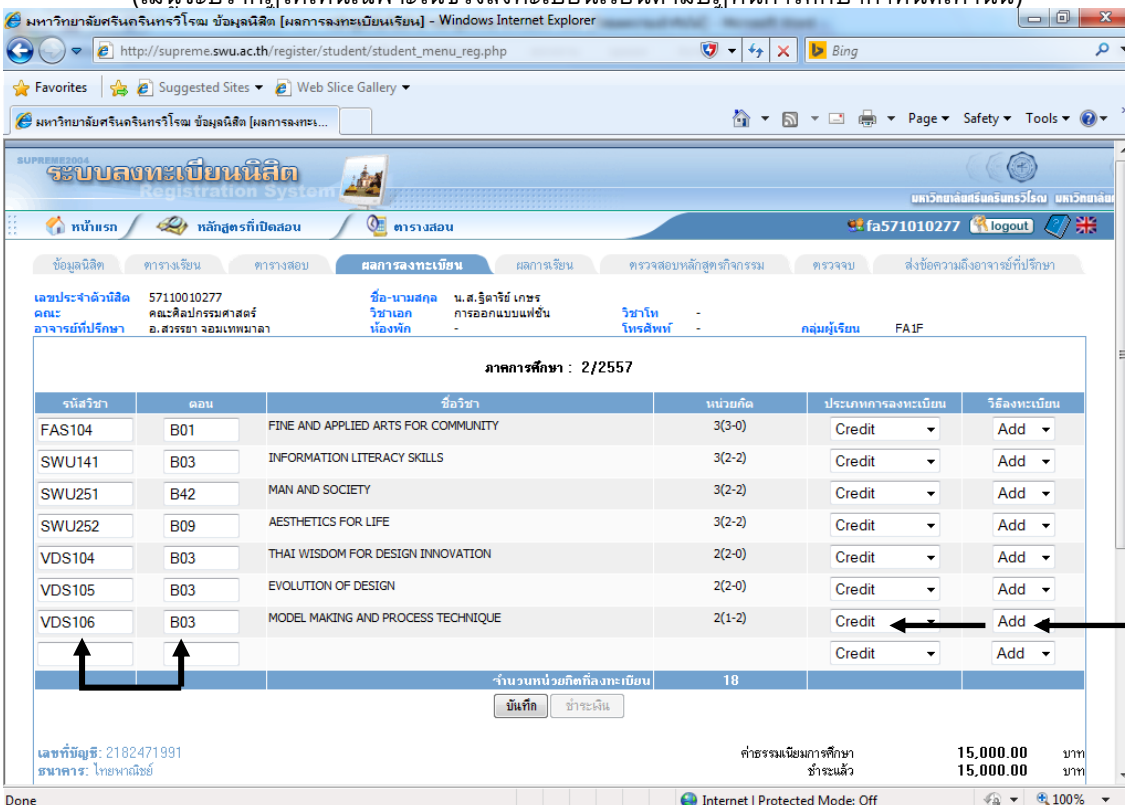 มหาวิทยาลัยศรีนครินทรวิโรฒ ข้อมูลนิสิต [ผลการลงทะเบียนเรียน] - Windows Internet Explorer
http://supreme.swu.ac.th/register/student/student_menu_reg.php Bing
Favorites Suggested Sites Web Slice Gallery
มหาวิทยาลัยศรีนครินทรวิโรฒ ข้อมูลนิสิต [ผลการลงทะเ... Page Safety Tools
SUPREME2004
ระบบลงทะเบียนนิสิต
Registration System
มหาวิทยาลัยศรีนครินทรวิโรฒ
หน้าแรก หลักสูตรที่เปิดสอน ตารางสอน fa571010277 logout
ข้อมูลนิสิต ตารางเรียน ตารางสอบ ผลการลงทะเบียน ผลการเรียน ตรวจสอบหลักสูตรกิจกรรม ตรวจจบ ส่งข้อความถึงอาจารย์ที่ปรึกษา
เลขประจำตัวนิสิต 57110010277 ชื่อ-นามสกุล น.ส.ฐิตารีย์ เกษร
คณะ คณะศิลปกรรมศาสตร์ วิชาเอก การออกแบบแฟชั่น วิชาโท -
อาจารย์ที่ปรึกษา อ.สวรรยา จอมเทพมาลา ห้องพัก - โทรศัพท์ - กลุ่มผู้เรียน FA1F
ภาคการศึกษา : 2/2557
รหัสวิชา ตอน ชื่อวิชา หน่วยกิต ประเภทการลงทะเบียน วิธีลงทะเบียน
FAS104 B01 FINE AND APPLIED ARTS FOR COMMUNITY 3(3-0) Credit Add
SWU141 B03 INFORMATION LITERACY SKILLS 3(2-2) Credit Add
SWU251 B42 MAN AND SOCIETY 3(2-2) Credit Add
SWU252 B09 AESTHETICS FOR LIFE 3(2-2) Credit Add
VDS104 B03 THAI WISDOM FOR DESIGN INNOVATION 2(2-0) Credit Add
VDS105 B03 EVOLUTION OF DESIGN 2(2-0) Credit Add
VDS106 B03 MODEL MAKING AND PROCESS TECHNIQUE 2(1-2) Credit Add
Credit Add
จำนวนหน่วยกิตที่ลงทะเบียน 18
บันทึก ชำระเงิน
เลขที่บัญชี: 2182471991 ค่าธรรมเนียมการศึกษา 15,000.00 บาท
ธนาคาร: ไทยพาณิชย์ ชำระแล้ว 15,000.00 บาท
Done Internet | Protected Mode: Off 100%